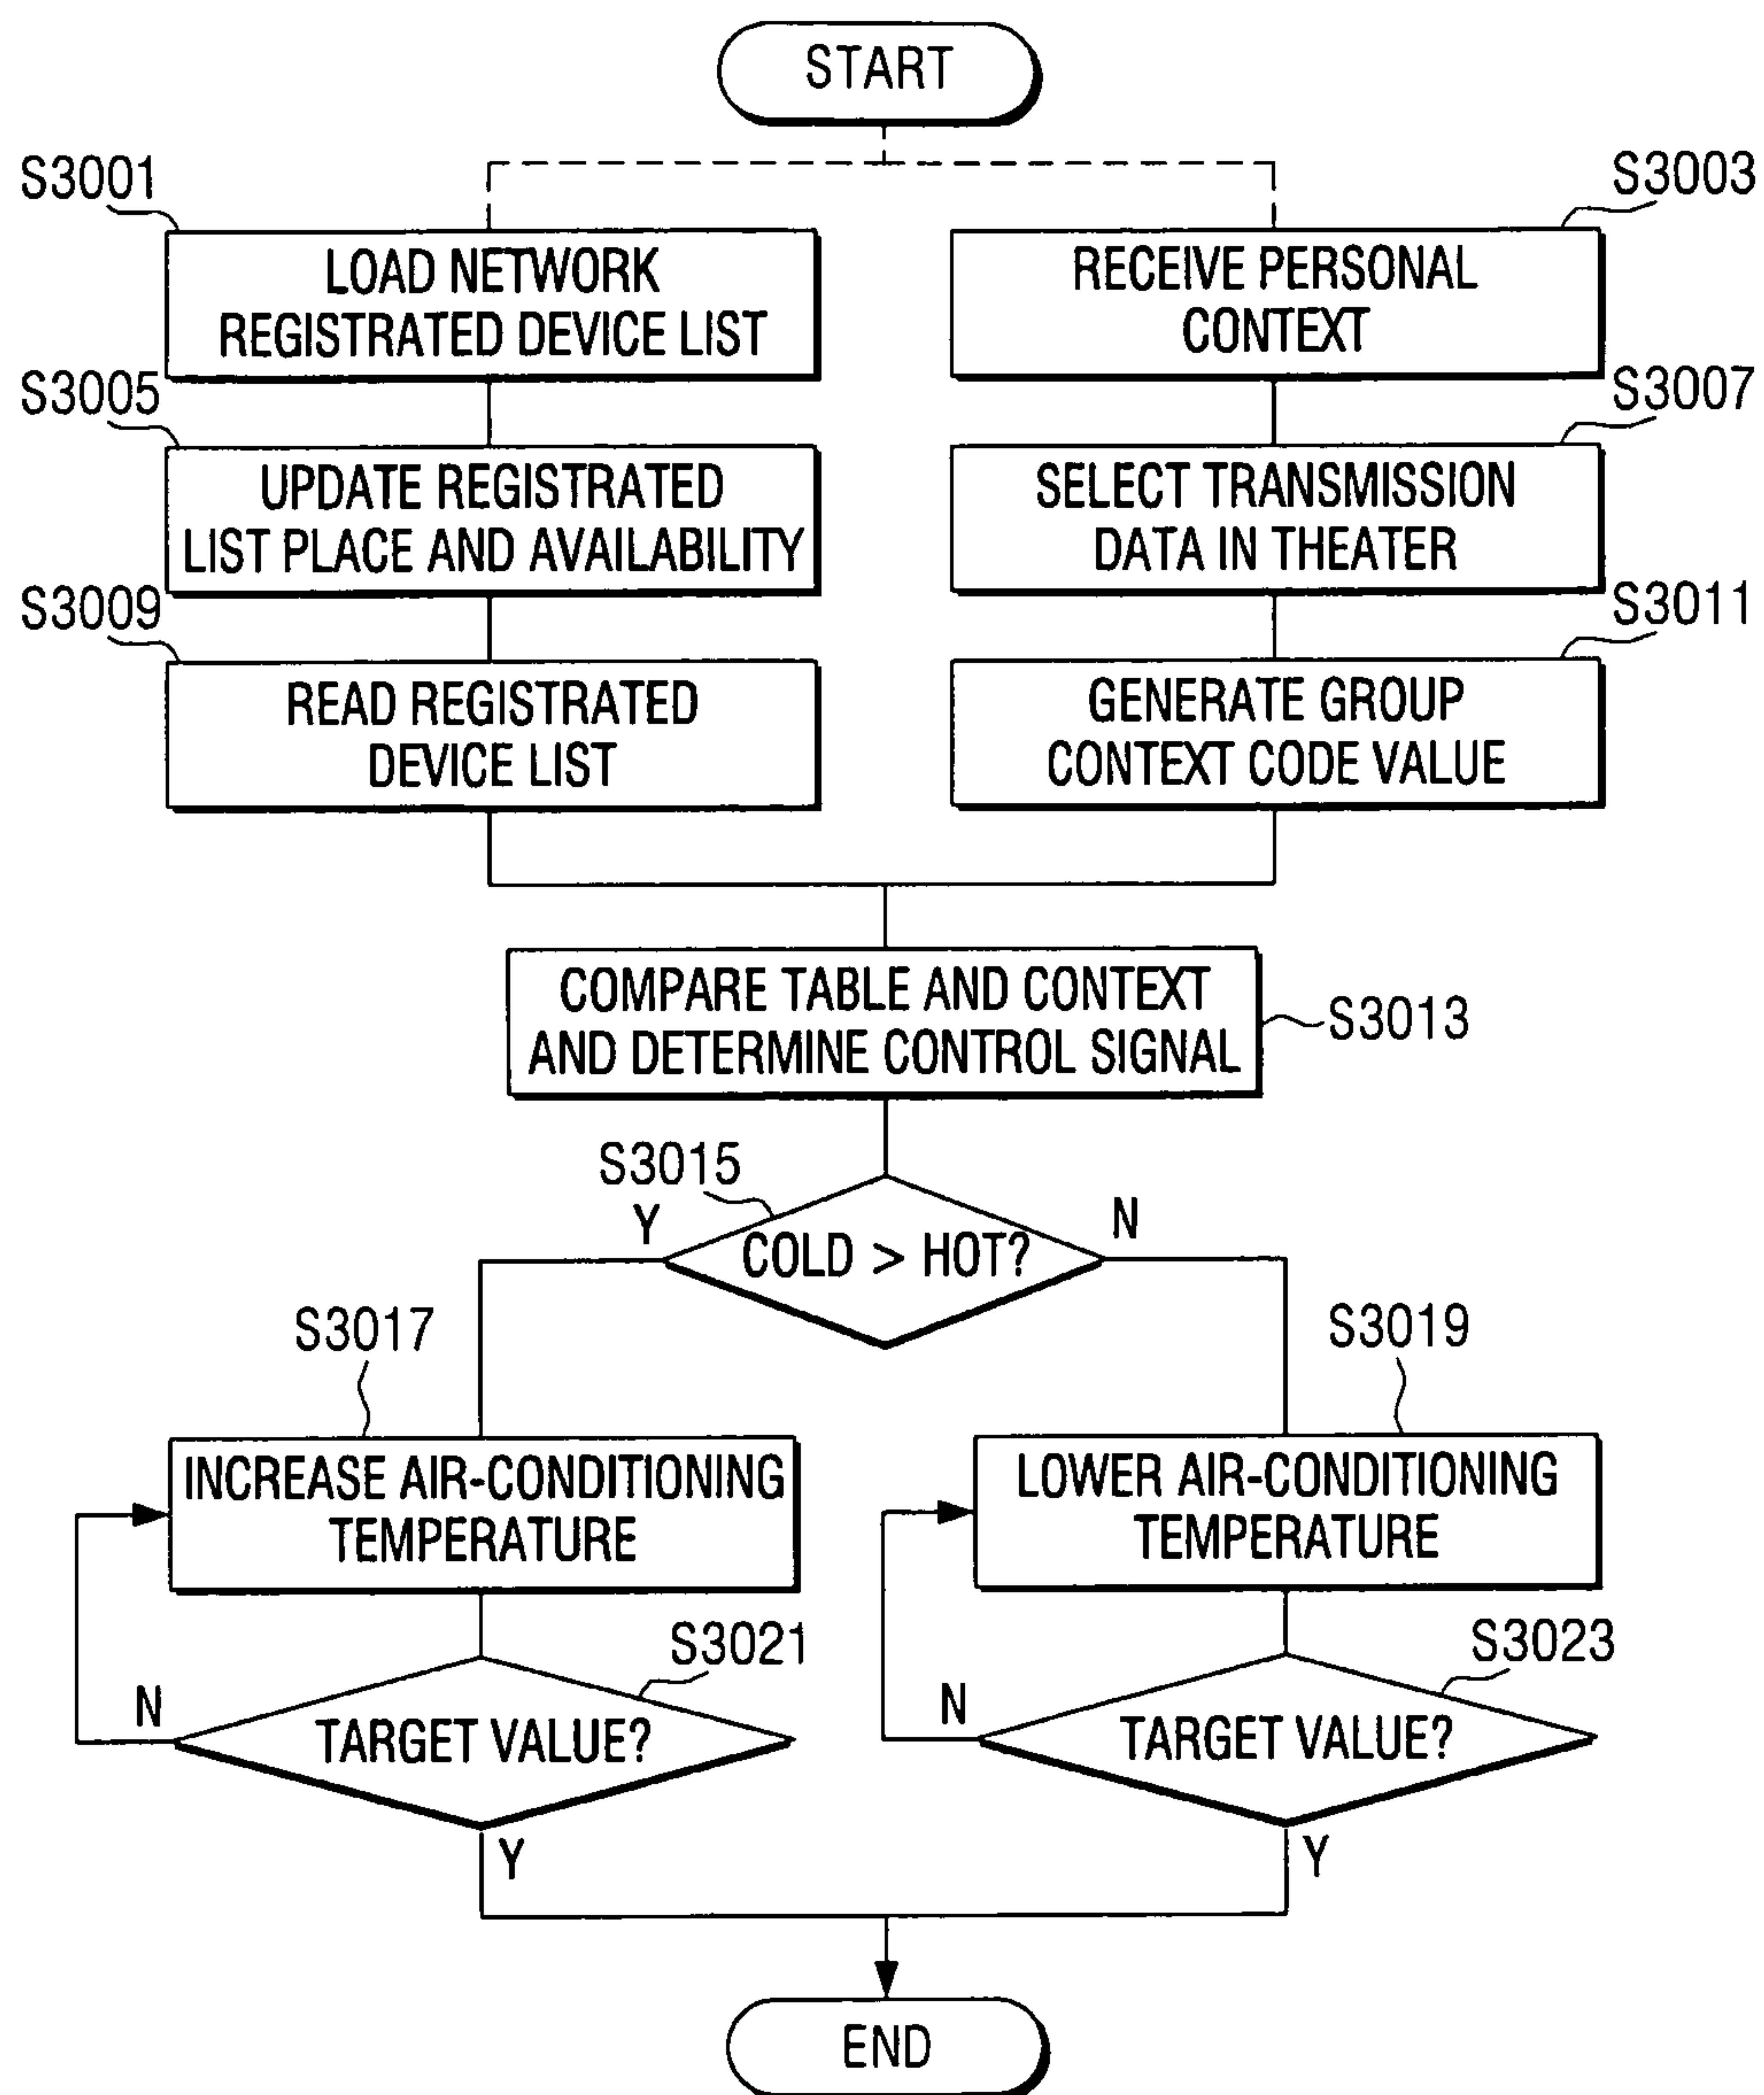 START
S3001
S3003
LOAD NETWORK
REGISTRATED DEVICE LIST
RECEIVE PERSONAL
CONTEXT
S3005
S3007
UPDATE REGISTRATED
LIST PLACE AND AVAILABILITY
SELECT TRANSMISSION
DATA IN THEATER
S3009
S3011
READ REGISTRATED
DEVICE LIST
GENERATE GROUP
CONTEXT CODE VALUE
COMPARE TABLE AND CONTEXT
AND DETERMINE CONTROL SIGNAL
S3013
S3015
Y
N
COLD > HOT?
S3017
S3019
INCREASE AIR-CONDITIONING
TEMPERATURE
LOWER AIR-CONDITIONING
TEMPERATURE
S3021
S3023
N
TARGET VALUE?
N
TARGET VALUE?
Y
Y
END